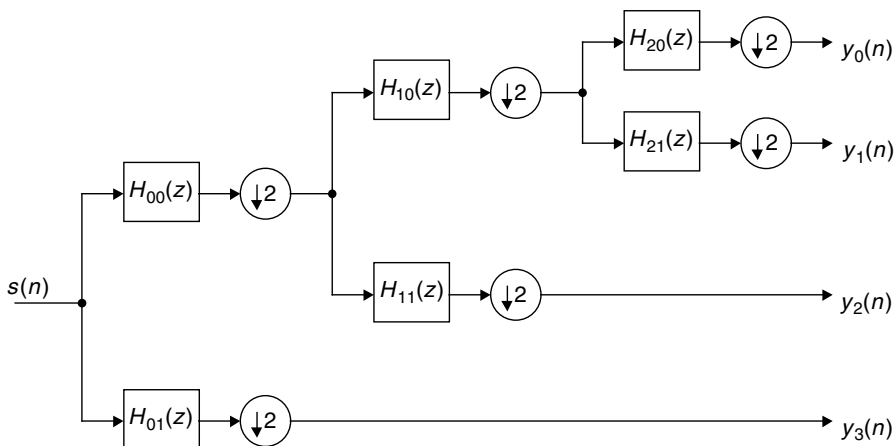 H₂₀(z) ↓2 y₀(n)
H₁₀(z) ↓2
H₂₁(z) ↓2 y₁(n)
H₀₀(z) ↓2
s(n)
H₁₁(z) ↓2 y₂(n)
H₀₁(z) ↓2 y₃(n)